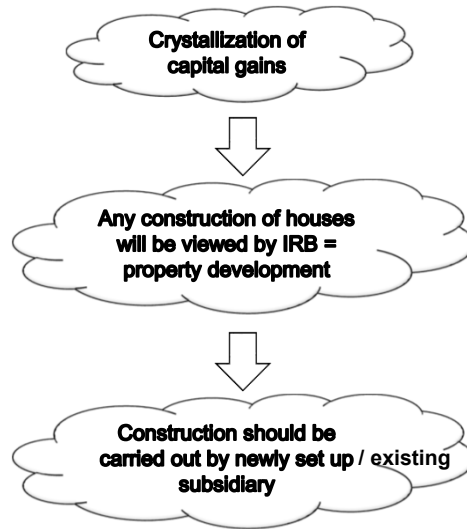 Crystallization of
capital gains
Any construction of houses
will be viewed by IRB =
property development
Construction should be
carried out by newly set up / existing
subsidiary